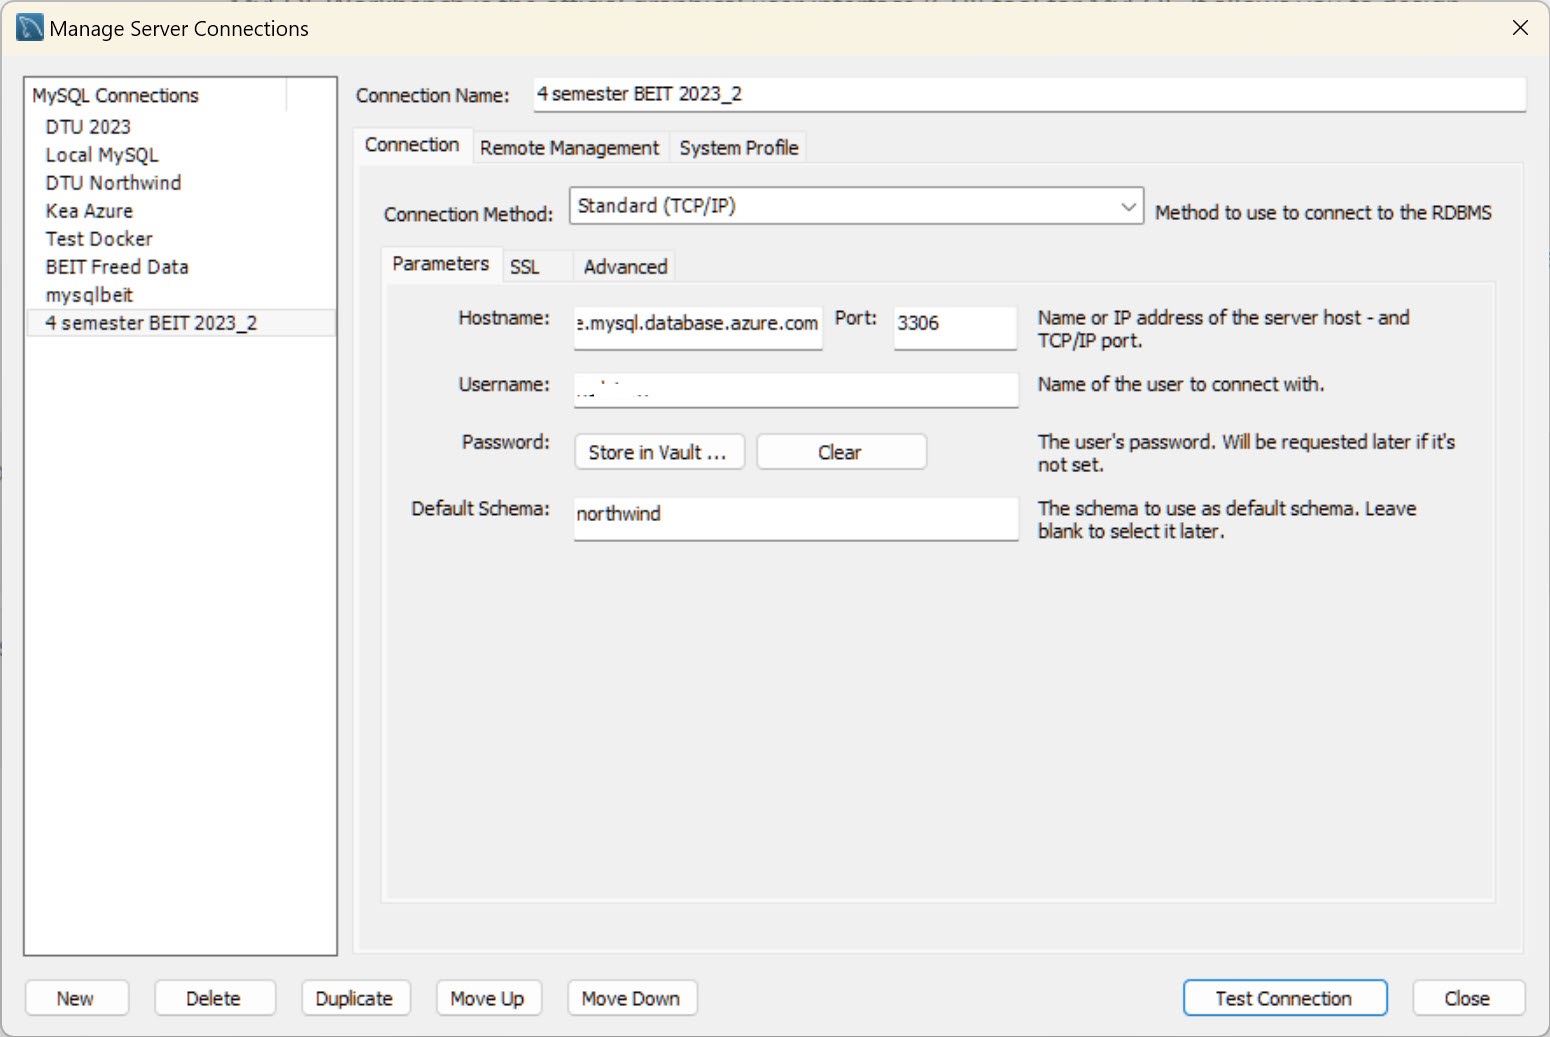 Manage Server Connections
MySQL Connections
DTU 2023
Local MySQL
DTU Northwind
Kea Azure
Test Docker
BEIT Freed Data
mysqlbeit
4 semester BEIT 2023_2
Connection Name: 4 semester BEIT 2023_2
Connection Remote Management System Profile
Connection Method: Standard (TCP/IP) Method to use to connect to the RDBMS
Parameters SSL Advanced
Hostname: e.mysql.database.azure.com Port: 3306 Name or IP address of the server host - and
TCP/IP port.
Username: Name of the user to connect with.
Password: Store in Vault ... Clear The user's password. Will be requested later if it's
not set.
Default Schema: northwind The schema to use as default schema. Leave
blank to select it later.
New Delete Duplicate Move Up Move Down Test Connection Close